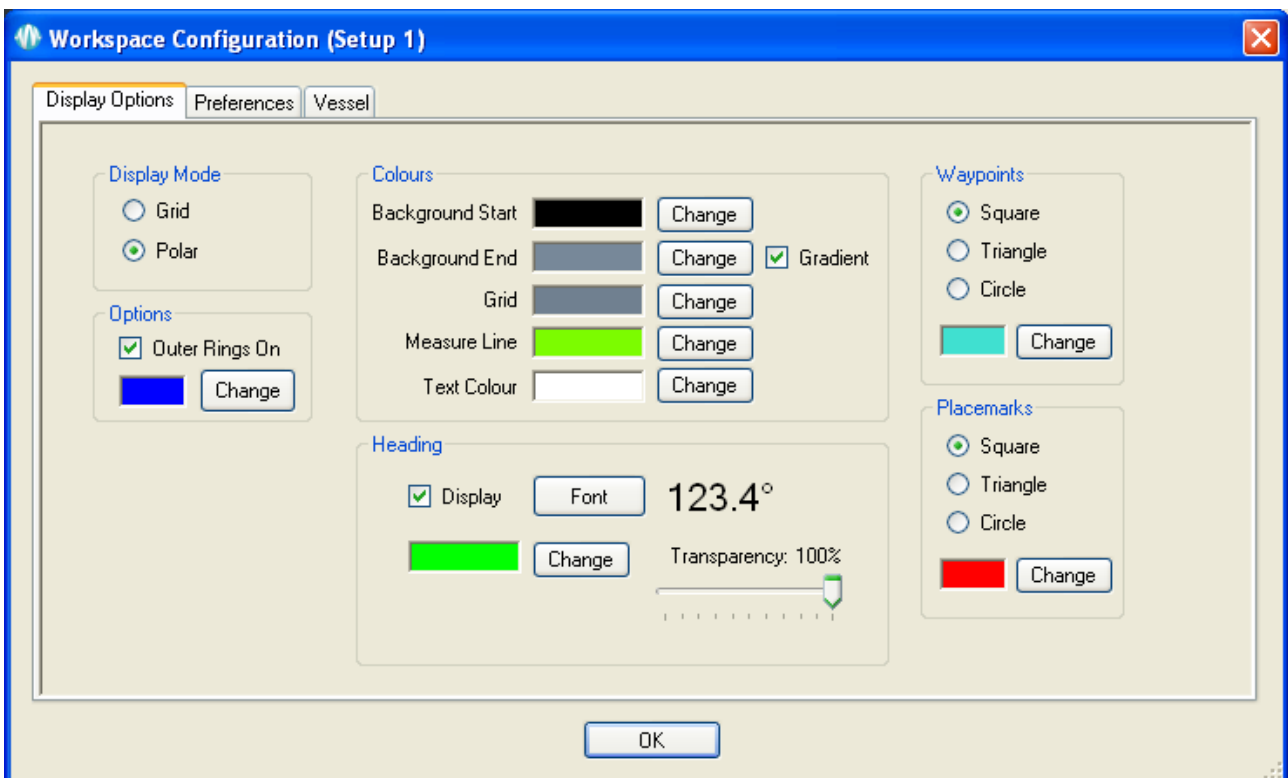 Workspace Configuration (Setup 1)
Display Options Preferences Vessel
Display Mode
Grid
Polar
Options
Outer Rings On
Change
Colours
Background Start Change
Background End Change Gradient
Grid Change
Measure Line Change
Text Colour Change
Heading
Display Font 123.4°
Change Transparency: 100%
Waypoints
Square
Triangle
Circle
Change
Placemarks
Square
Triangle
Circle
Change
OK